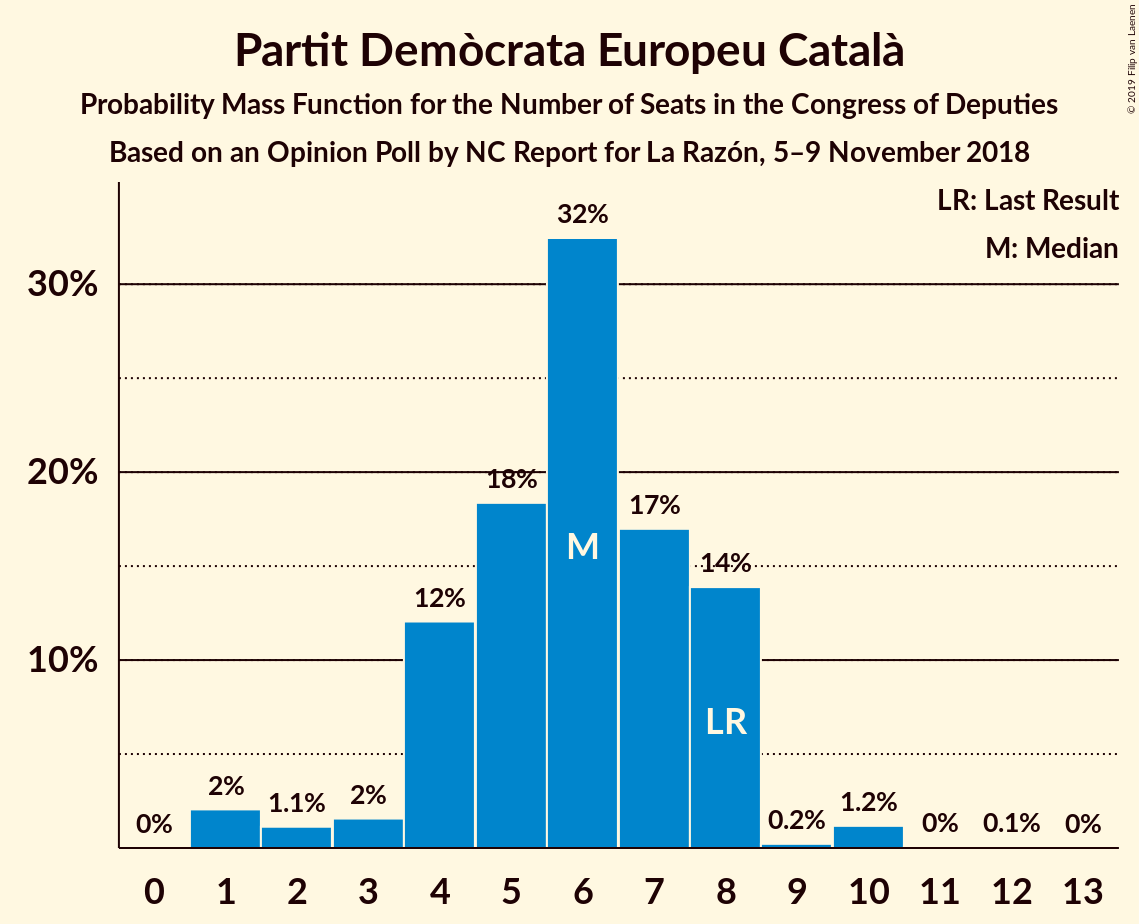 Partit Demòcrata Europeu Català
Probability Mass Function for the Number of Seats in the Congress of Deputies
Based on an Opinion Poll by NC Report for La Razón, 5–9 November 2018
© 2019 Filip van Laenen
LR: Last Result
M: Median
30%
20%
10%
0%
2%
1.1%
2%
12%
18%
32%
17%
14%
0.2%
1.2%
0%
0.1%
0%
M
LR
0 1 2 3 4 5 6 7 8 9 10 11 12 13